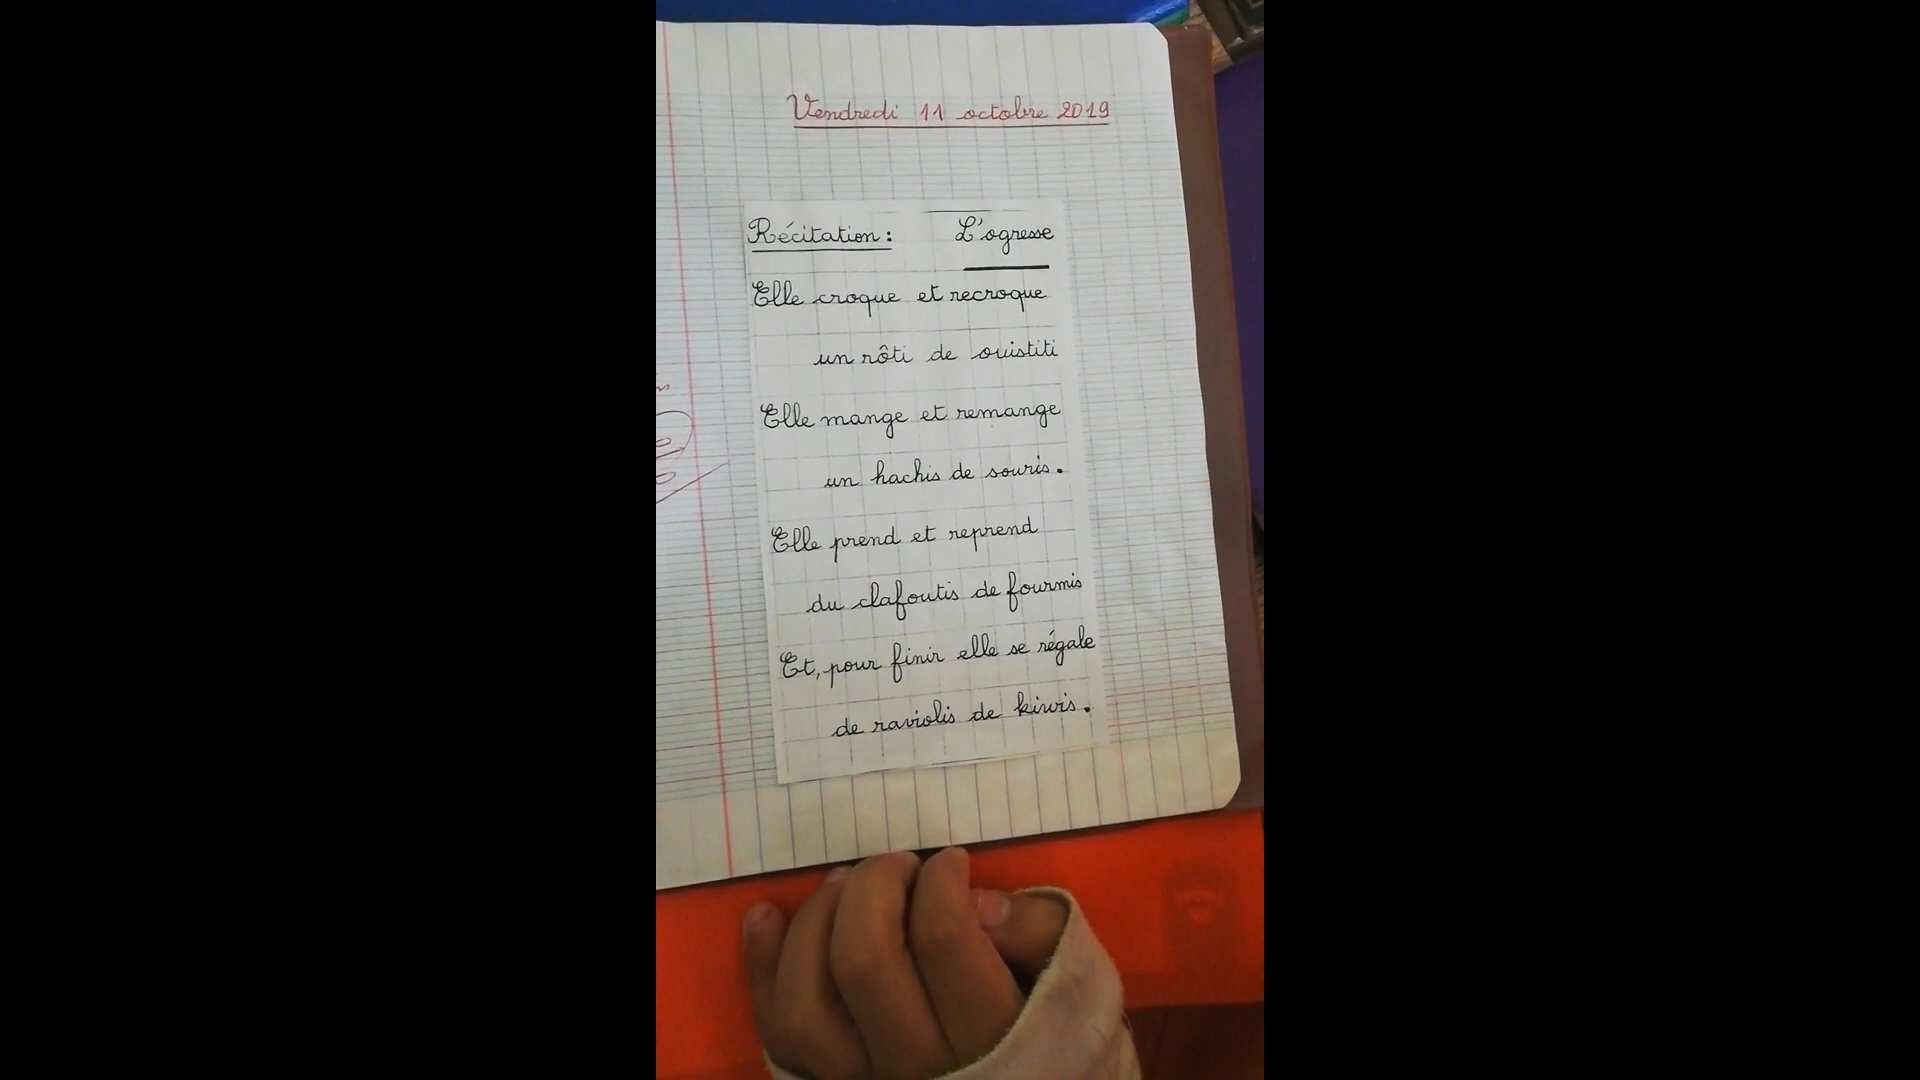 Vendredi 11 octobre 2019
Récitation : L'ogresse
Elle croque et recroque
un rôti de ouistiti
Elle mange et remange
un hachis de souris.
Elle prend et reprend
du clafoutis de fourmis
Et, pour finir elle se régale
de raviolis de kiwis.